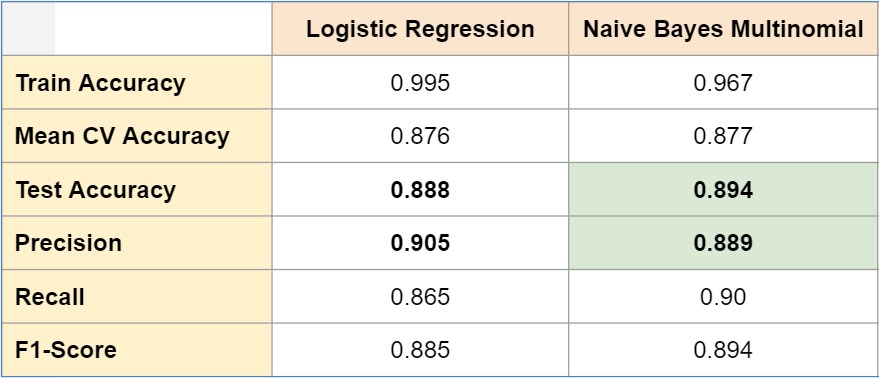 Logistic Regression Naive Bayes Multinomial
Train Accuracy 0.995 0.967
Mean CV Accuracy 0.876 0.877
Test Accuracy 0.888 0.894
Precision 0.905 0.889
Recall 0.865 0.90
F1-Score 0.885 0.894